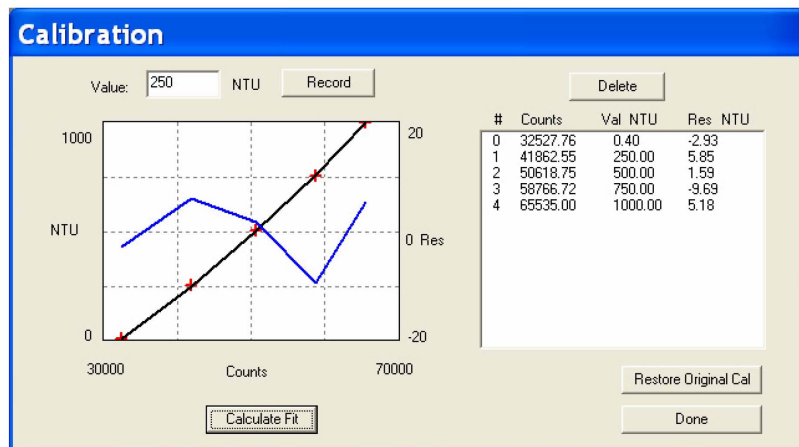 Calibration
Value: 250 NTU Record
Delete
# Counts Val NTU Res NTU
0 32527.76 0.40 -2.93
1 41862.55 250.00 5.85
2 50618.75 500.00 1.59
3 58766.72 750.00 -9.69
4 65535.00 1000.00 5.18
1000
20
NTU
0 Res
0
-20
30000 Counts 70000
Calculate Fit
Restore Original Cal
Done